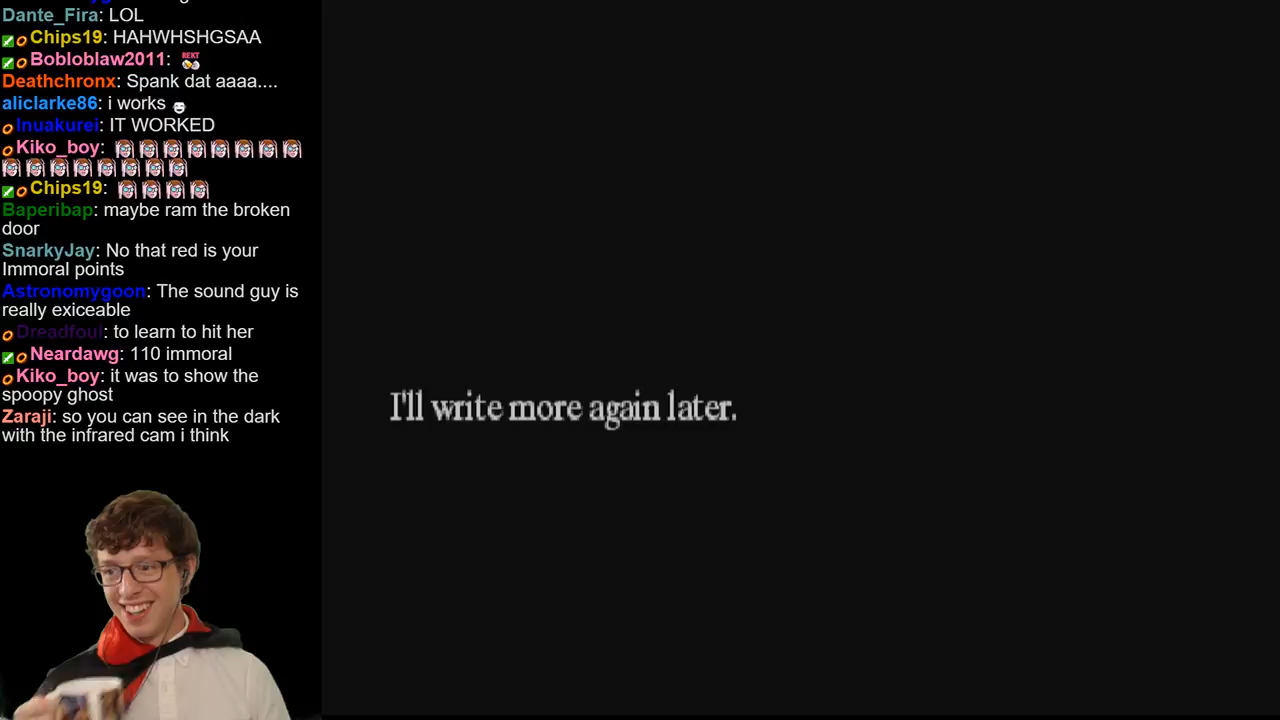 Dante_Fira: LOL
Chips19: HAHWHSHGSAA
Bobloblaw2011: REKT
Deathchronx: Spank dat aaaa....
aliclarke86: i works
Inuakurei: IT WORKED
Kiko_boy:
Chips19:
Baperibap: maybe ram the broken
door
SnarkyJay: No that red is your
Immoral points
Astronomygoon: The sound guy is
really exiceable
Dreadfoul: to learn to hit her
Neardawg: 110 immoral
Kiko_boy: it was to show the
spoopy ghost
Zaraji: so you can see in the dark
with the infrared cam i think
I'll write more again later.